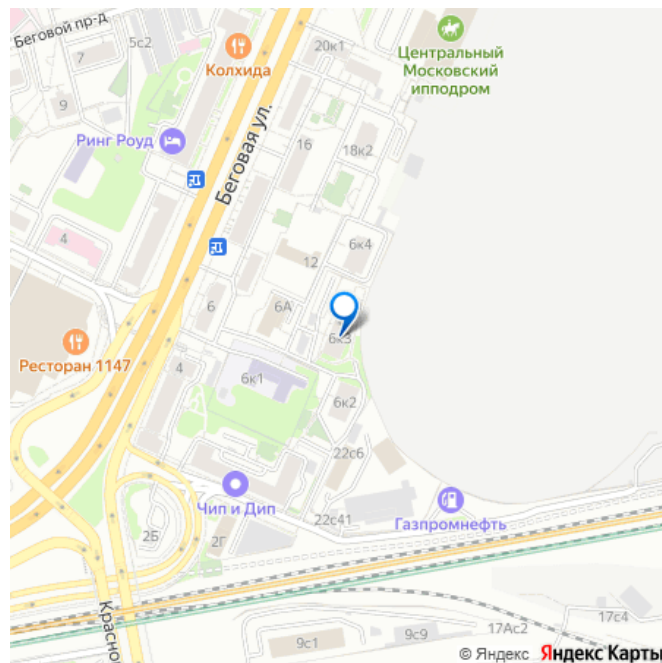 Беговой пр-д
5с2
7
9
Колхида
20к1
Центральный
Московский
ипподром
Ринг Роуд
Беговая ул.
16
18к2
4
12
6к4
6
6А
6к3
Ресторан 1147
4
6к1
6к2
22с6
Чип и Дип
22с41
Газпромнефть
2Б
2Г
Красно
9с1
9с9
17Ас2
17с4
© Яндекс Яндекс Карты